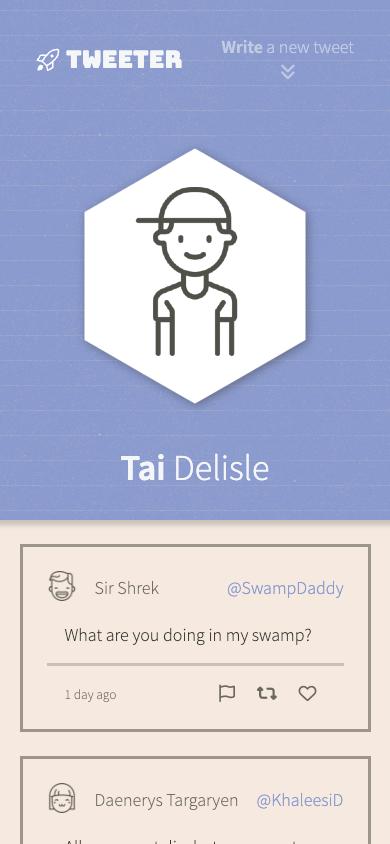 TWEETER
Write a new tweet
Tai Delisle
Sir Shrek @SwampDaddy
What are you doing in my swamp?
1 day ago
Daenerys Targaryen @KhaleesiD